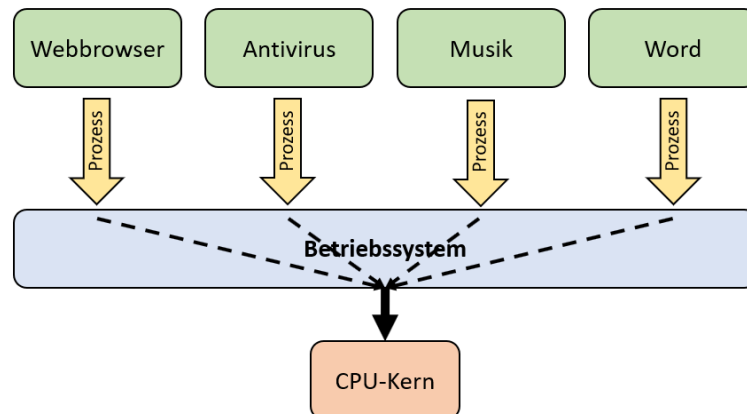 Webbrowser
Antivirus
Musik
Word
Prozess
Prozess
Prozess
Prozess
Betriebssystem
CPU-Kern